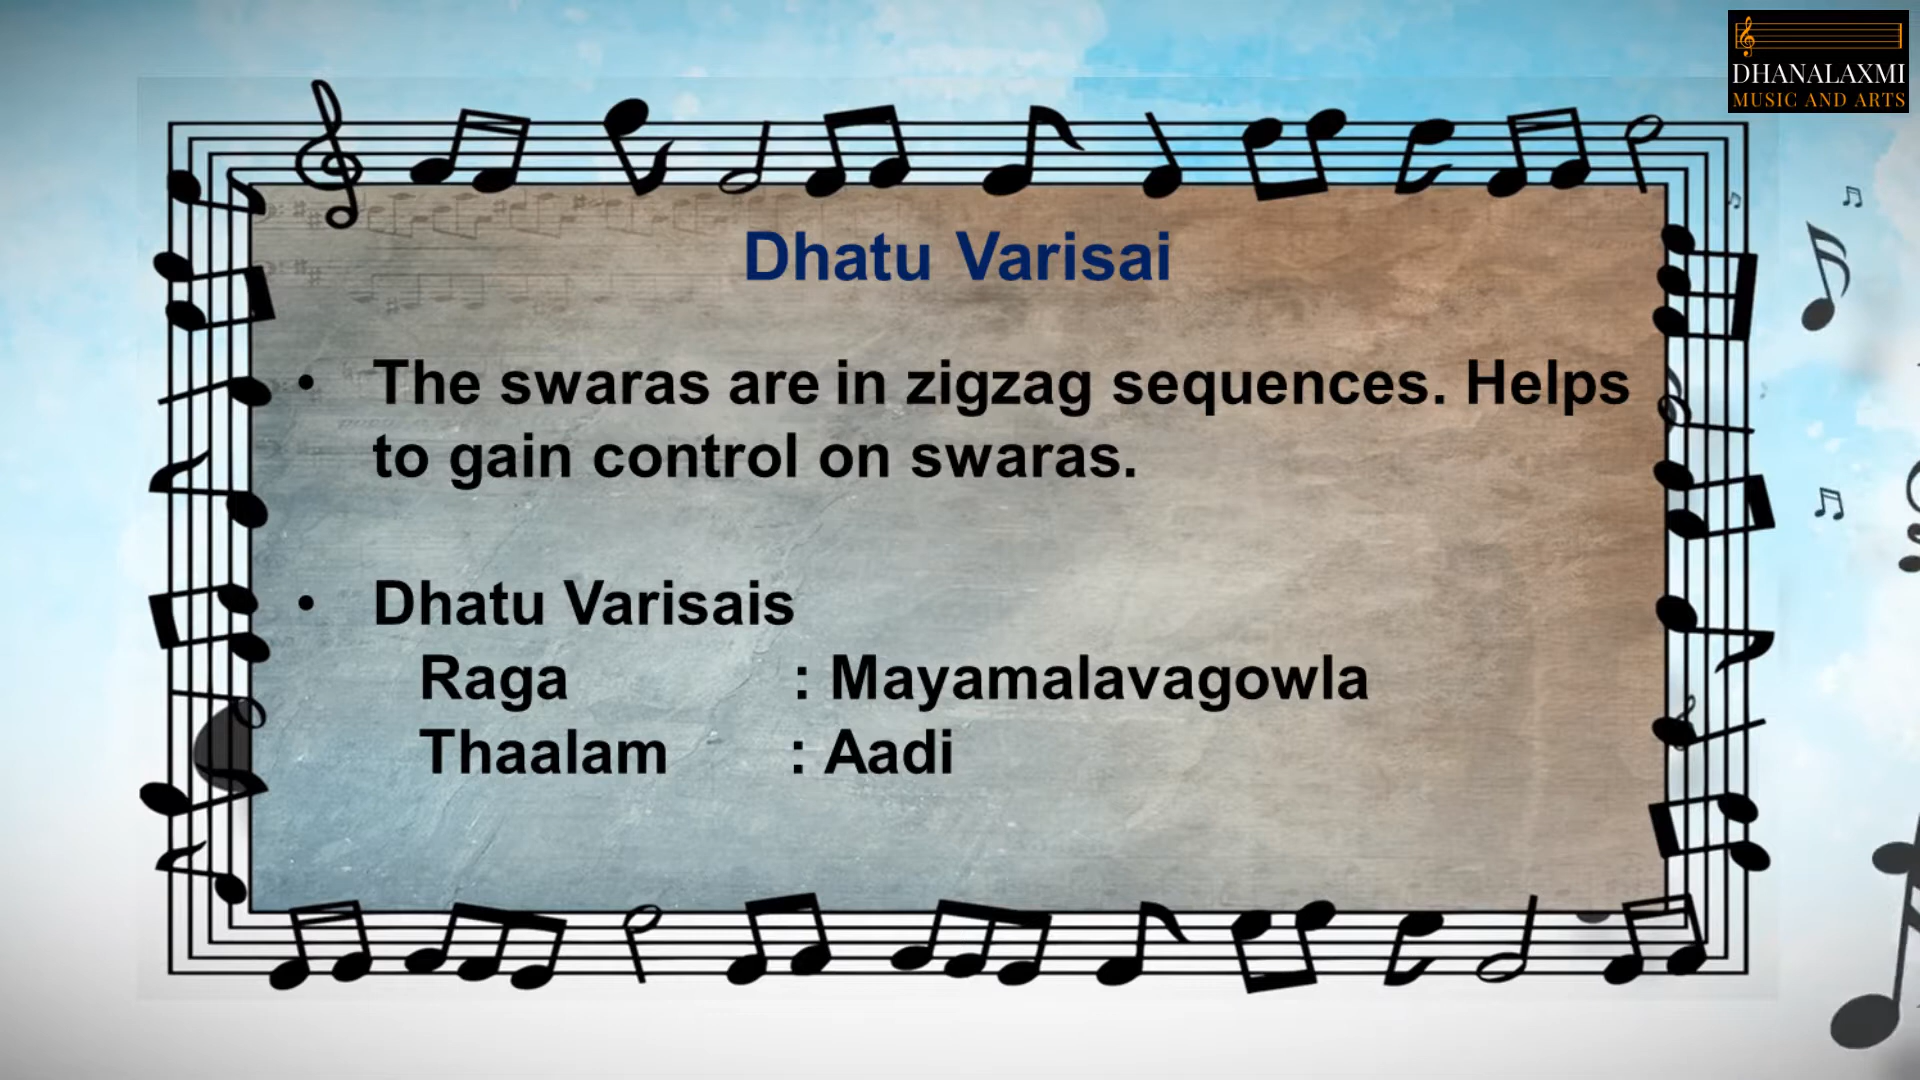 DHANALAXMI
MUSIC AND ARTS
Dhatu Varisai
• The swaras are in zigzag sequences. Helps
to gain control on swaras.
• Dhatu Varisais
Raga : Mayamalavagowla
Thaalam : Aadi